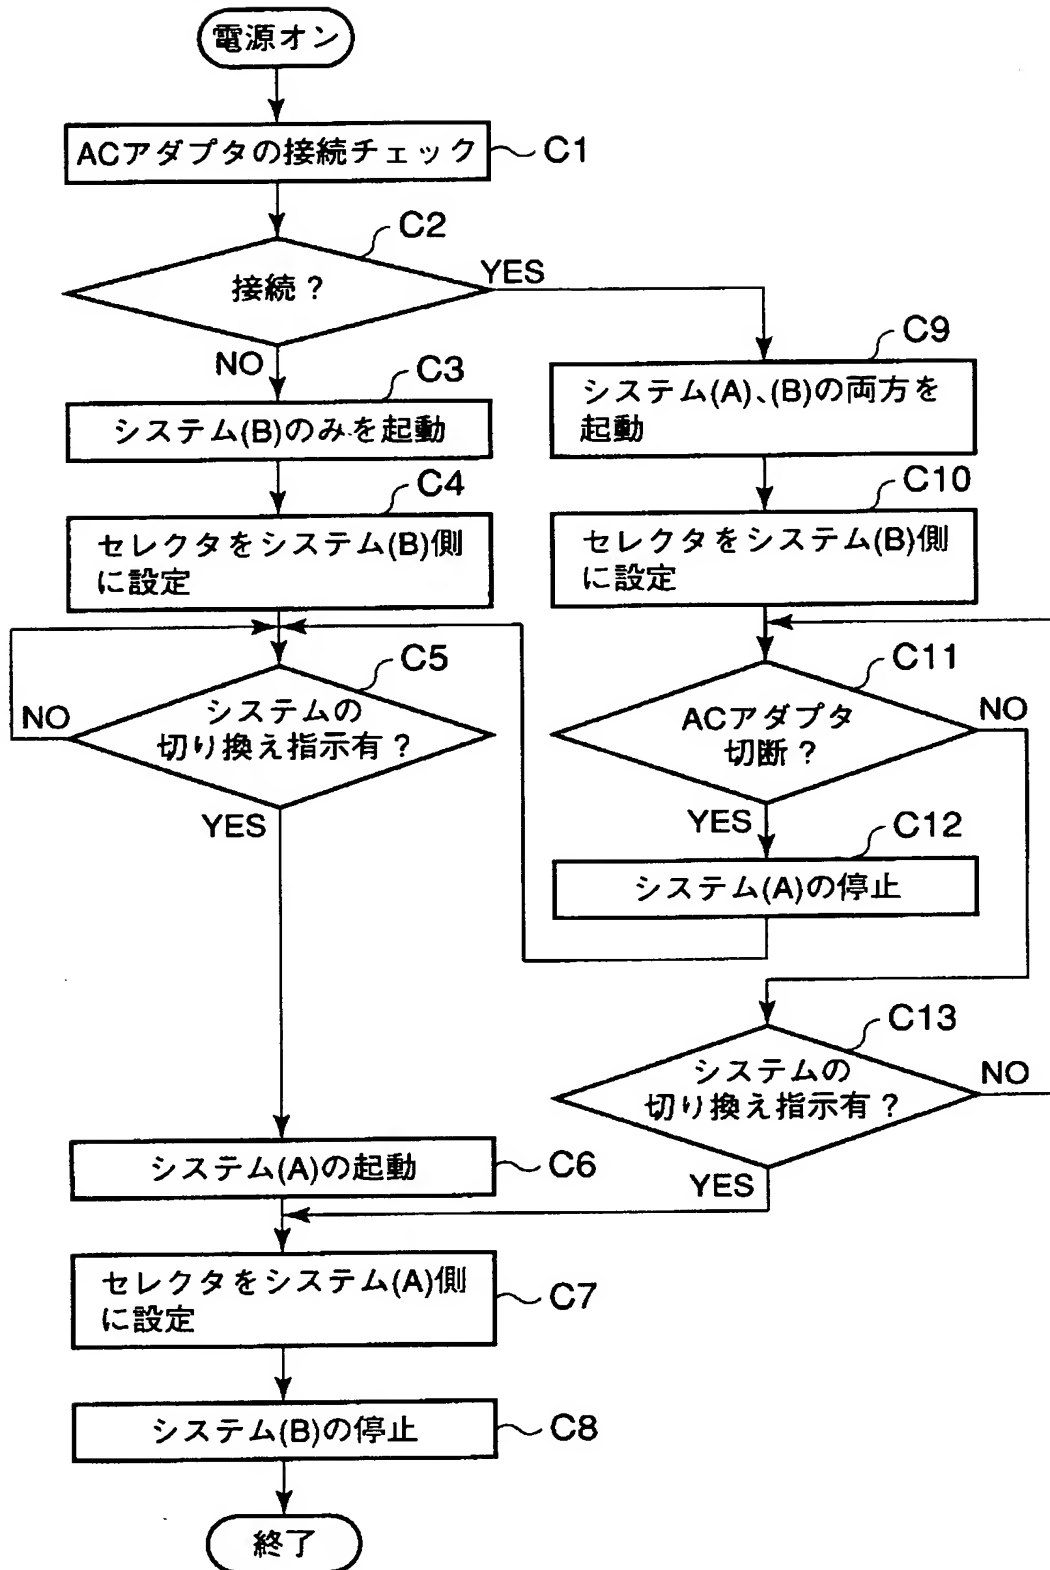 電源オン
ACアダプタの接続チェック
C1
C2
接続？
YES
NO
C3
システム(B)のみを起動
C4
セレクタをシステム(B)側
に設定
C5
システムの
切り換え指示有？
NO
YES
C9
システム(A)、(B)の両方を
起動
C10
セレクタをシステム(B)側
に設定
C11
ACアダプタ
切断？
NO
YES
C12
システム(A)の停止
C13
システムの
切り換え指示有？
NO
YES
システム(A)の起動
C6
セレクタをシステム(A)側
に設定
C7
システム(B)の停止
C8
終了